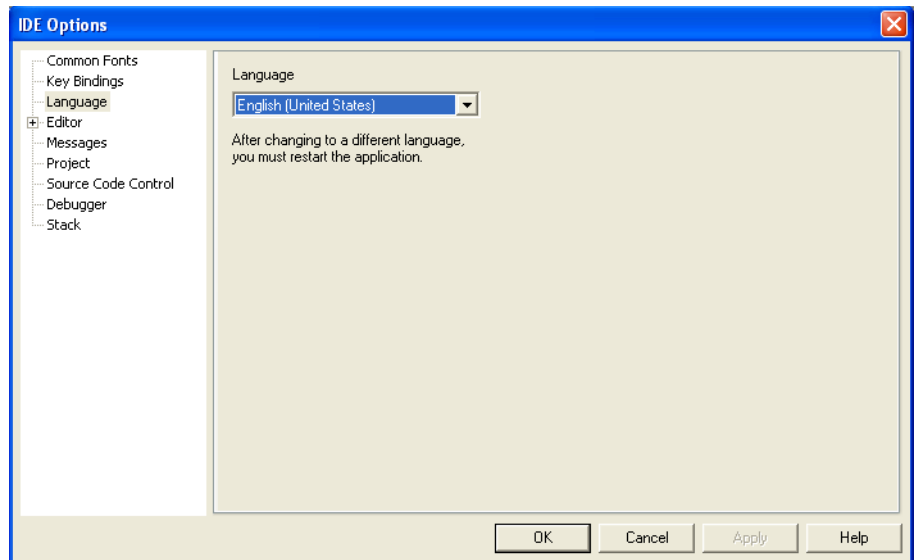 IDE Options
Common Fonts
Key Bindings
Language
Editor
Messages
Project
Source Code Control
Debugger
Stack
Language
English (United States)
After changing to a different language,
you must restart the application.
OK
Cancel
Apply
Help